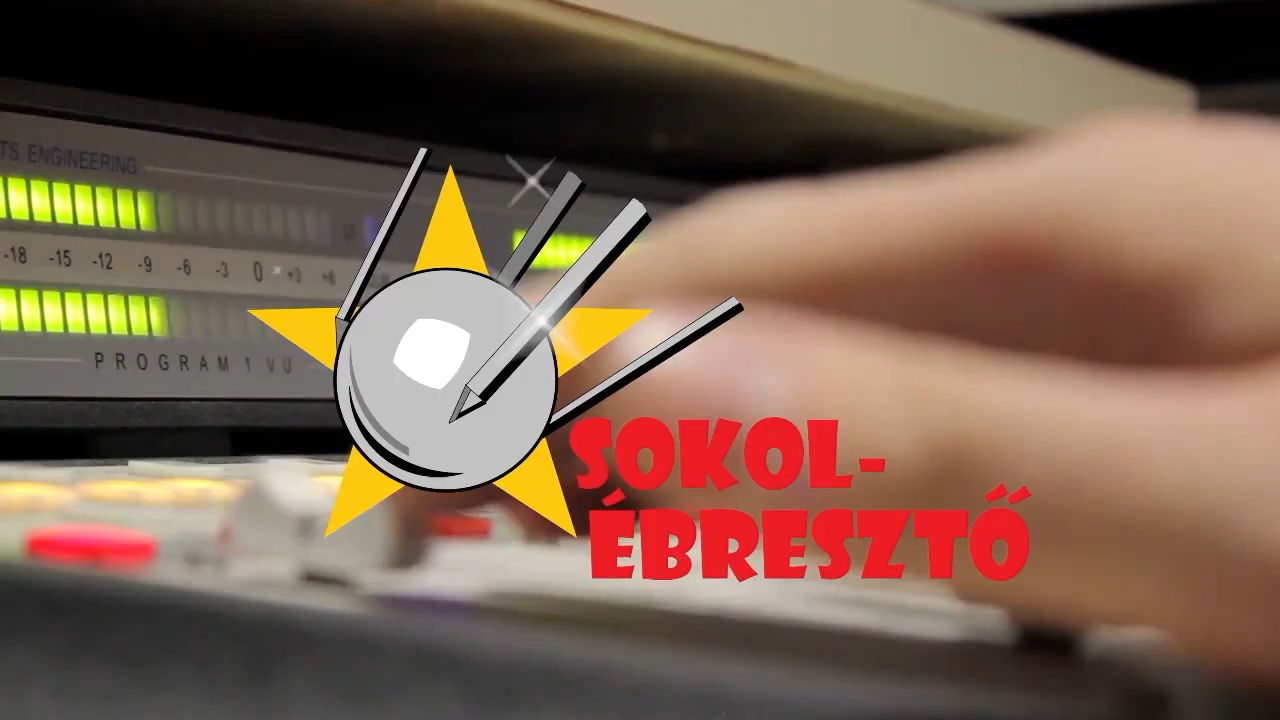 TS ENGINEERING
-18 -15 -12 -9 -6 -3 0 +3 +6
PROGRAM 1 VU
SOKOL-
ÉBRESZTŐ